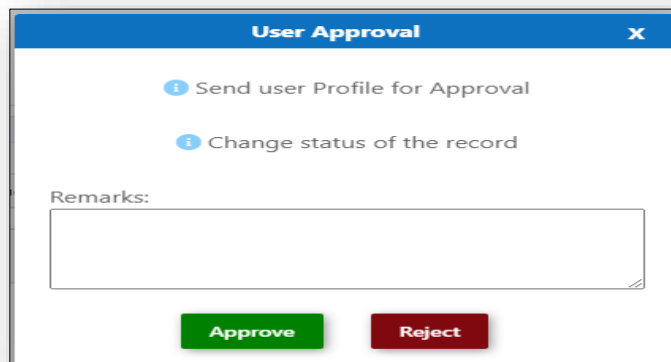 User Approval x
Send user Profile for Approval
Change status of the record
Remarks:
Approve Reject